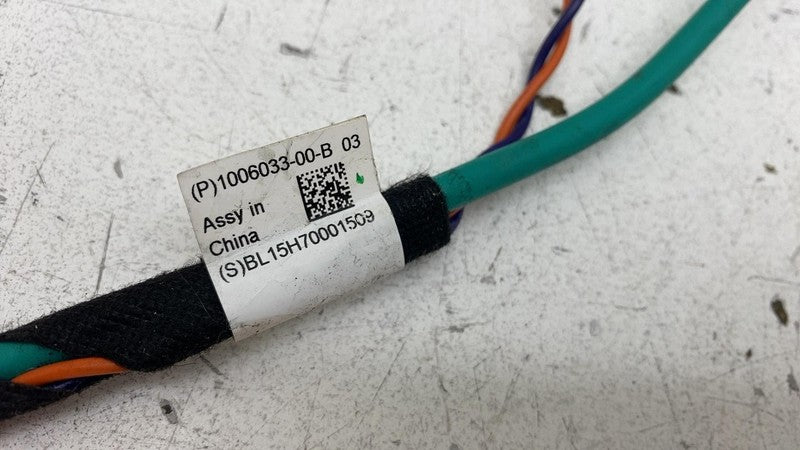 (P)1006033-00-B 03
Assy in
China
(S)BL15H70001509